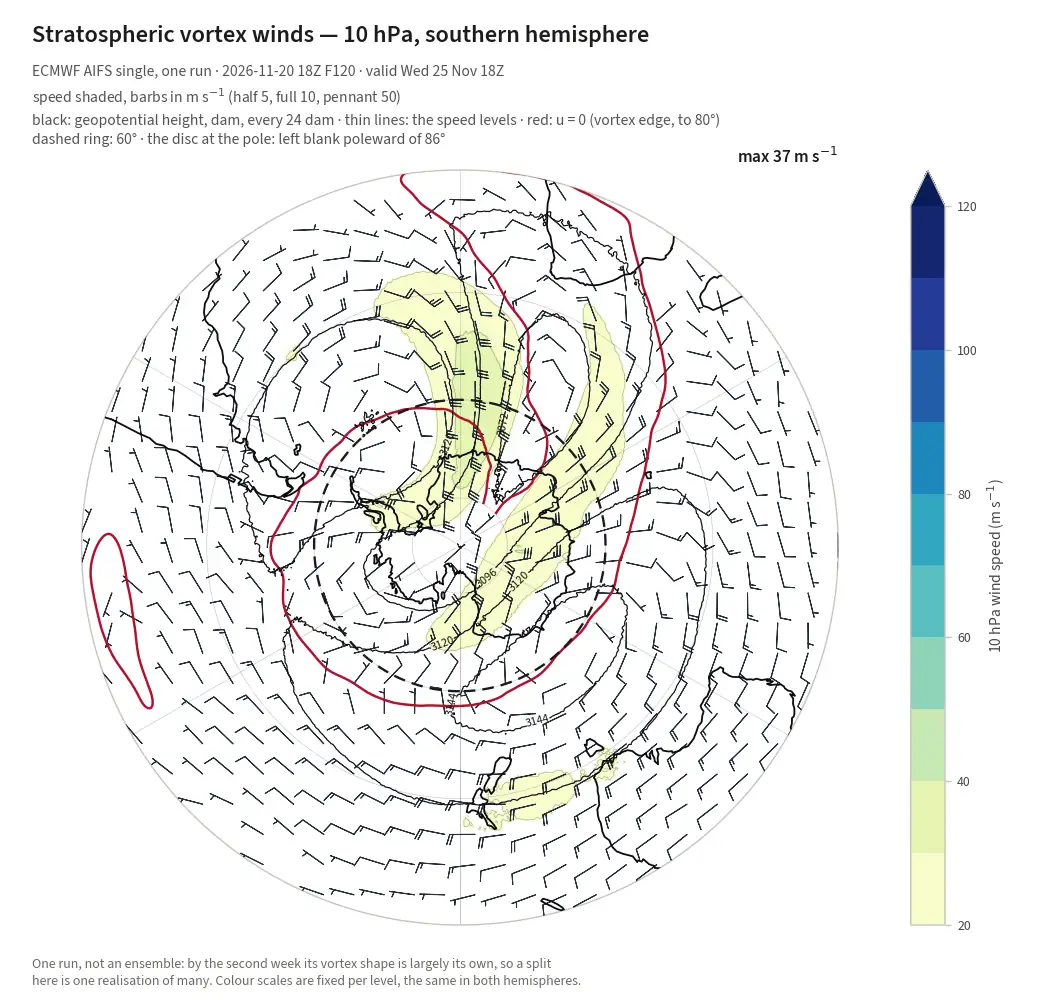 Stratospheric vortex winds — 10 hPa, southern hemisphere
ECMWF AIFS single, one run · 2026-11-20 18Z F120 · valid Wed 25 Nov 18Z
speed shaded, barbs in m s⁻¹ (half 5, full 10, pennant 50)
black: geopotential height, dam, every 24 dam · thin lines: the speed levels · red: u = 0 (vortex edge, to 80°)
dashed ring: 60° · the disc at the pole: left blank poleward of 86°
max 37 m s⁻¹
120
100
80
60
40
20
10 hPa wind speed (m s⁻¹)
3096
3120
3120
3144
3144
One run, not an ensemble: by the second week its vortex shape is largely its own, so a split
here is one realisation of many. Colour scales are fixed per level, the same in both hemispheres.